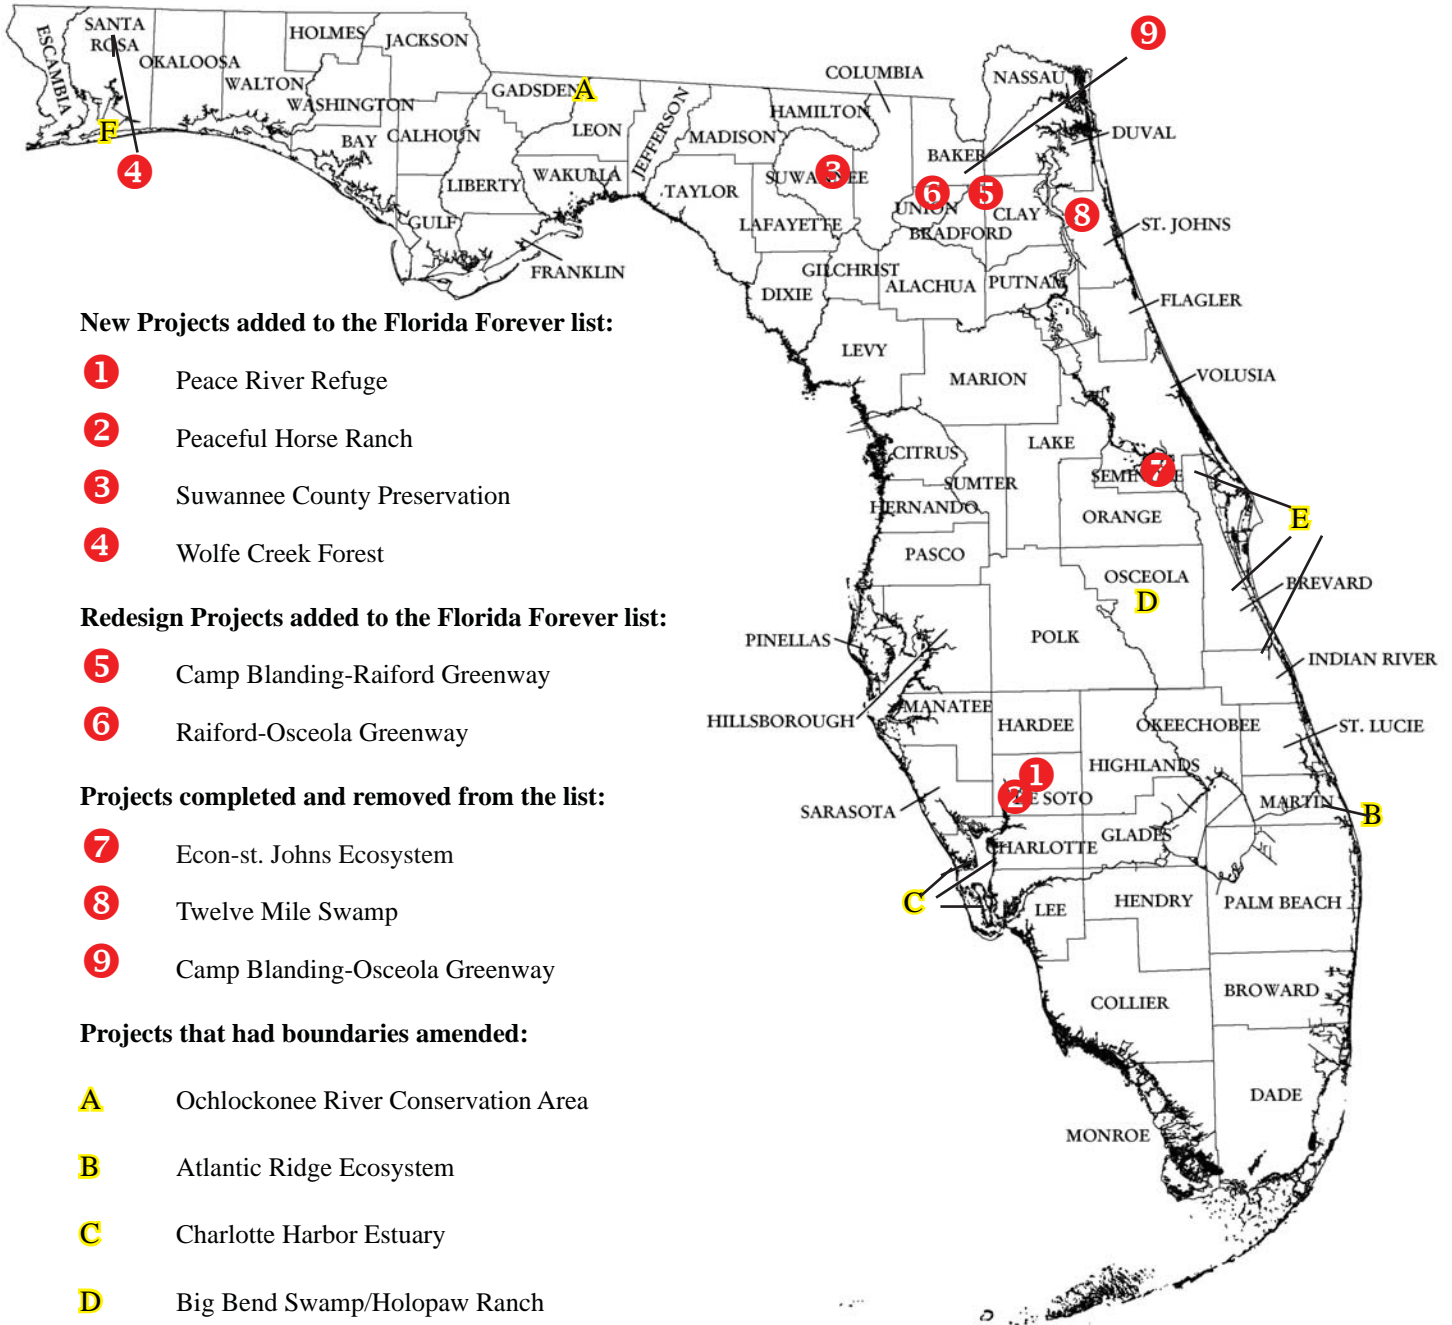 SANTA
ROSA
ESCAMBIA
OKALOOSA
WALTON
HOLMES
WASHINGTON
JACKSON
BAY
CALHOUN
GULF
LIBERTY
GADSDEN
A
LEON
WAKULLA
FRANKLIN
JEFFERSON
MADISON
TAYLOR
HAMILTON
SUWANNEE
3
LAFAYETTE
DIXIE
GILCHRIST
COLUMBIA
BAKER
9
NASSAU
DUVAL
6
UNION
5
BRADFORD
CLAY
8
ST. JOHNS
ALACHUA
PUTNAM
FLAGLER
F
4
LEVY
MARION
VOLUSIA
CITRUS
SUMTER
LAKE
SEMINOLE
7
HERNANDO
ORANGE
E
PASCO
OSCEOLA
D
BREVARD
PINELLAS
POLK
INDIAN RIVER
HILLSBOROUGH
MANATEE
HARDEE
OKEECHOBEE
ST. LUCIE
HIGHLANDS
1
2
DE SOTO
SARASOTA
MARTIN
B
CHARLOTTE
GLADES
C
LEE
HENDRY
PALM BEACH
COLLIER
BROWARD
DADE
MONROE
New Projects added to the Florida Forever list:
1 Peace River Refuge
2 Peaceful Horse Ranch
3 Suwannee County Preservation
4 Wolfe Creek Forest
Redesign Projects added to the Florida Forever list:
5 Camp Blanding-Raiford Greenway
6 Raiford-Osceola Greenway
Projects completed and removed from the list:
7 Econ-st. Johns Ecosystem
8 Twelve Mile Swamp
9 Camp Blanding-Osceola Greenway
Projects that had boundaries amended:
A Ochlockonee River Conservation Area
B Atlantic Ridge Ecosystem
C Charlotte Harbor Estuary
D Big Bend Swamp/Holopaw Ranch